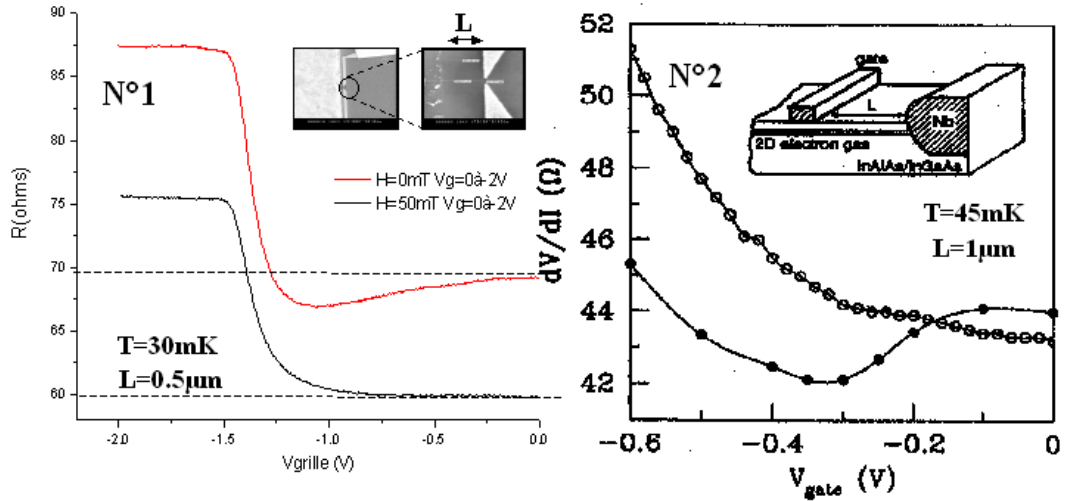 90
85
80
75
70
65
60
R(ohms)
N°1
L
H=0mT Vg=0à-2V
H=50mT Vg=0à-2V
T=30mK
L=0.5µm
-2.0
-1.5
-1.0
-0.5
0.0
Vgrille (V)
52
50
48
46
44
42
dV/dI (Ω)
N°2
gate
L
Nb
2D electron gas
InAlAs/InGaAs
T=45mK
L=1µm
-0.6
-0.4
-0.2
0
Vgate (V)